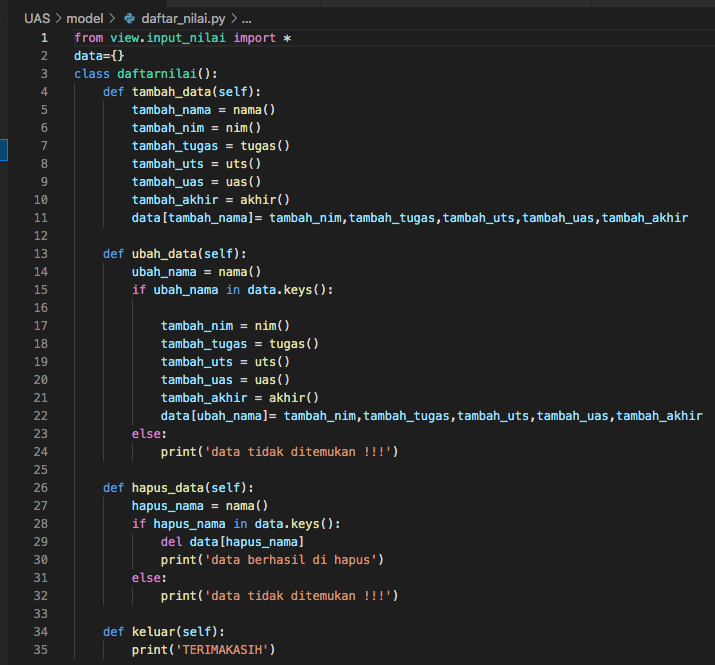 UAS > model > daftar_nilai.py > ...
1 from view.input_nilai import *
2 data={}
3 class daftarnilai():
4     def tambah_data(self):
5         tambah_nama = nama()
6         tambah_nim = nim()
7         tambah_tugas = tugas()
8         tambah_uts = uts()
9         tambah_uas = uas()
10         tambah_akhir = akhir()
11         data[tambah_nama]= tambah_nim,tambah_tugas,tambah_uts,tambah_uas,tambah_akhir
12
13     def ubah_data(self):
14         ubah_nama = nama()
15         if ubah_nama in data.keys():
16
17             tambah_nim = nim()
18             tambah_tugas = tugas()
19             tambah_uts = uts()
20             tambah_uas = uas()
21             tambah_akhir = akhir()
22             data[ubah_nama]= tambah_nim,tambah_tugas,tambah_uts,tambah_uas,tambah_akhir
23         else:
24             print('data tidak ditemukan !!!')
25
26     def hapus_data(self):
27         hapus_nama = nama()
28         if hapus_nama in data.keys():
29             del data[hapus_nama]
30             print('data berhasil di hapus')
31         else:
32             print('data tidak ditemukan !!!')
33
34     def keluar(self):
35         print('TERIMAKASIH')